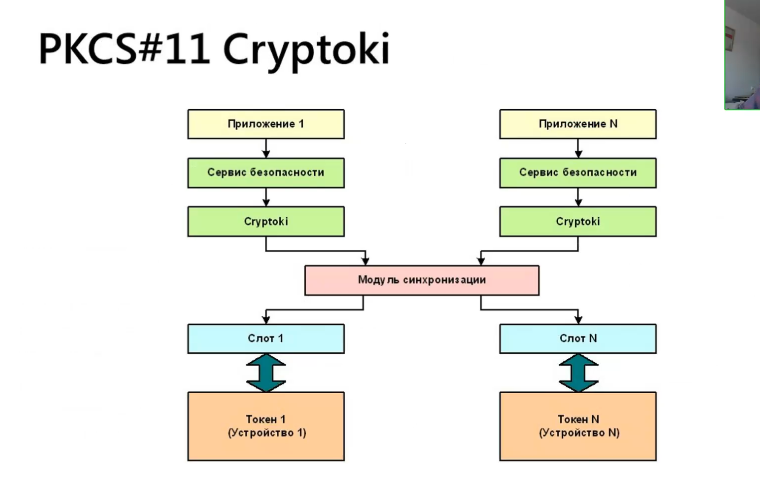 PKCS#11 Cryptoki
Приложение 1
Приложение N
Сервис безопасности
Сервис безопасности
Cryptoki
Cryptoki
Модуль синхронизации
Слот 1
Слот N
Токен 1
(Устройство 1)
Токен N
(Устройство N)